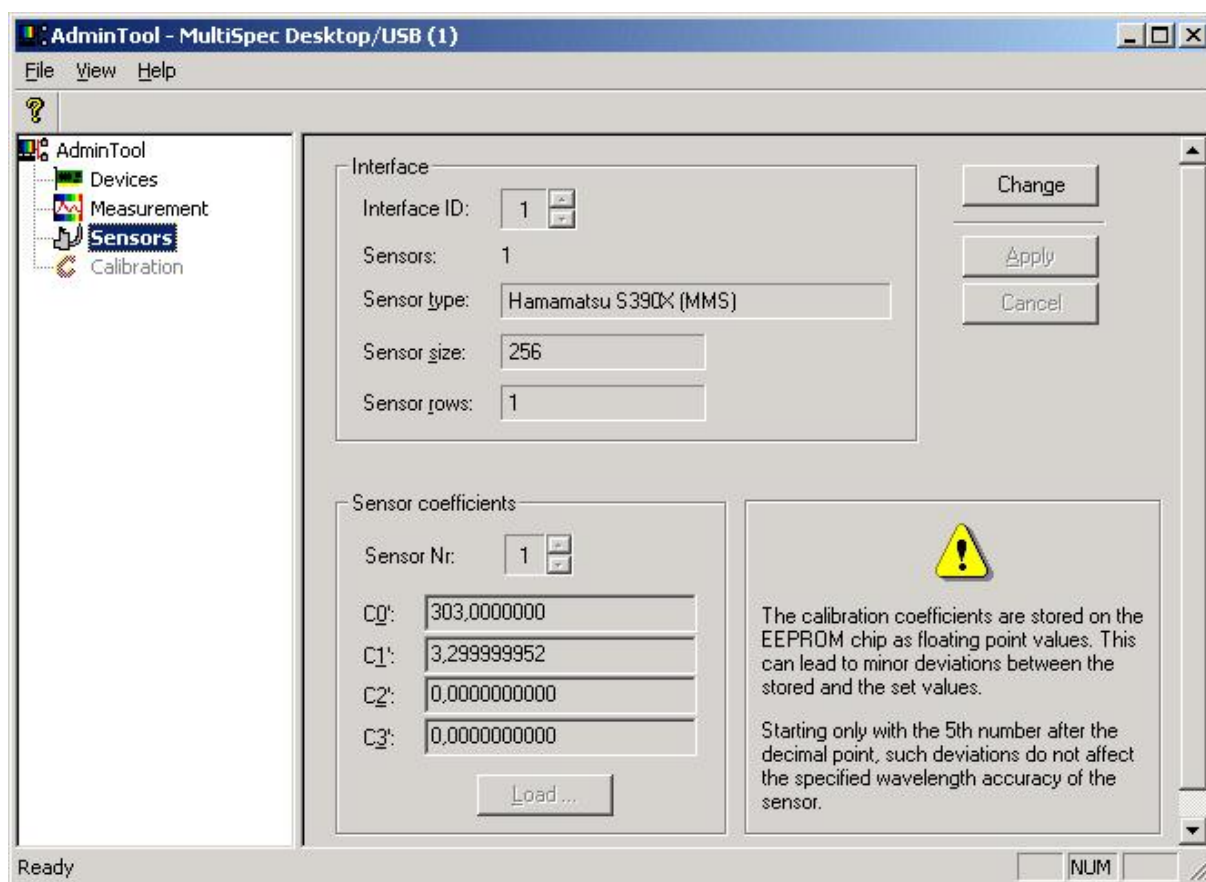 AdminTool - MultiSpec Desktop/USB (1)
File View Help
AdminTool
Devices
Measurement
Sensors
Calibration
Interface
Interface ID: 1
Sensors: 1
Sensor type: Hamamatsu S390X (MMS)
Sensor size: 256
Sensor rows: 1
Change
Apply
Cancel
Sensor coefficients
Sensor Nr: 1
C0': 303,0000000
C1': 3,299999952
C2': 0,0000000000
C3': 0,0000000000
Load ...
The calibration coefficients are stored on the
EEPROM chip as floating point values. This
can lead to minor deviations between the
stored and the set values.
Starting only with the 5th number after the
decimal point, such deviations do not affect
the specified wavelength accuracy of the
sensor.
Ready
NUM